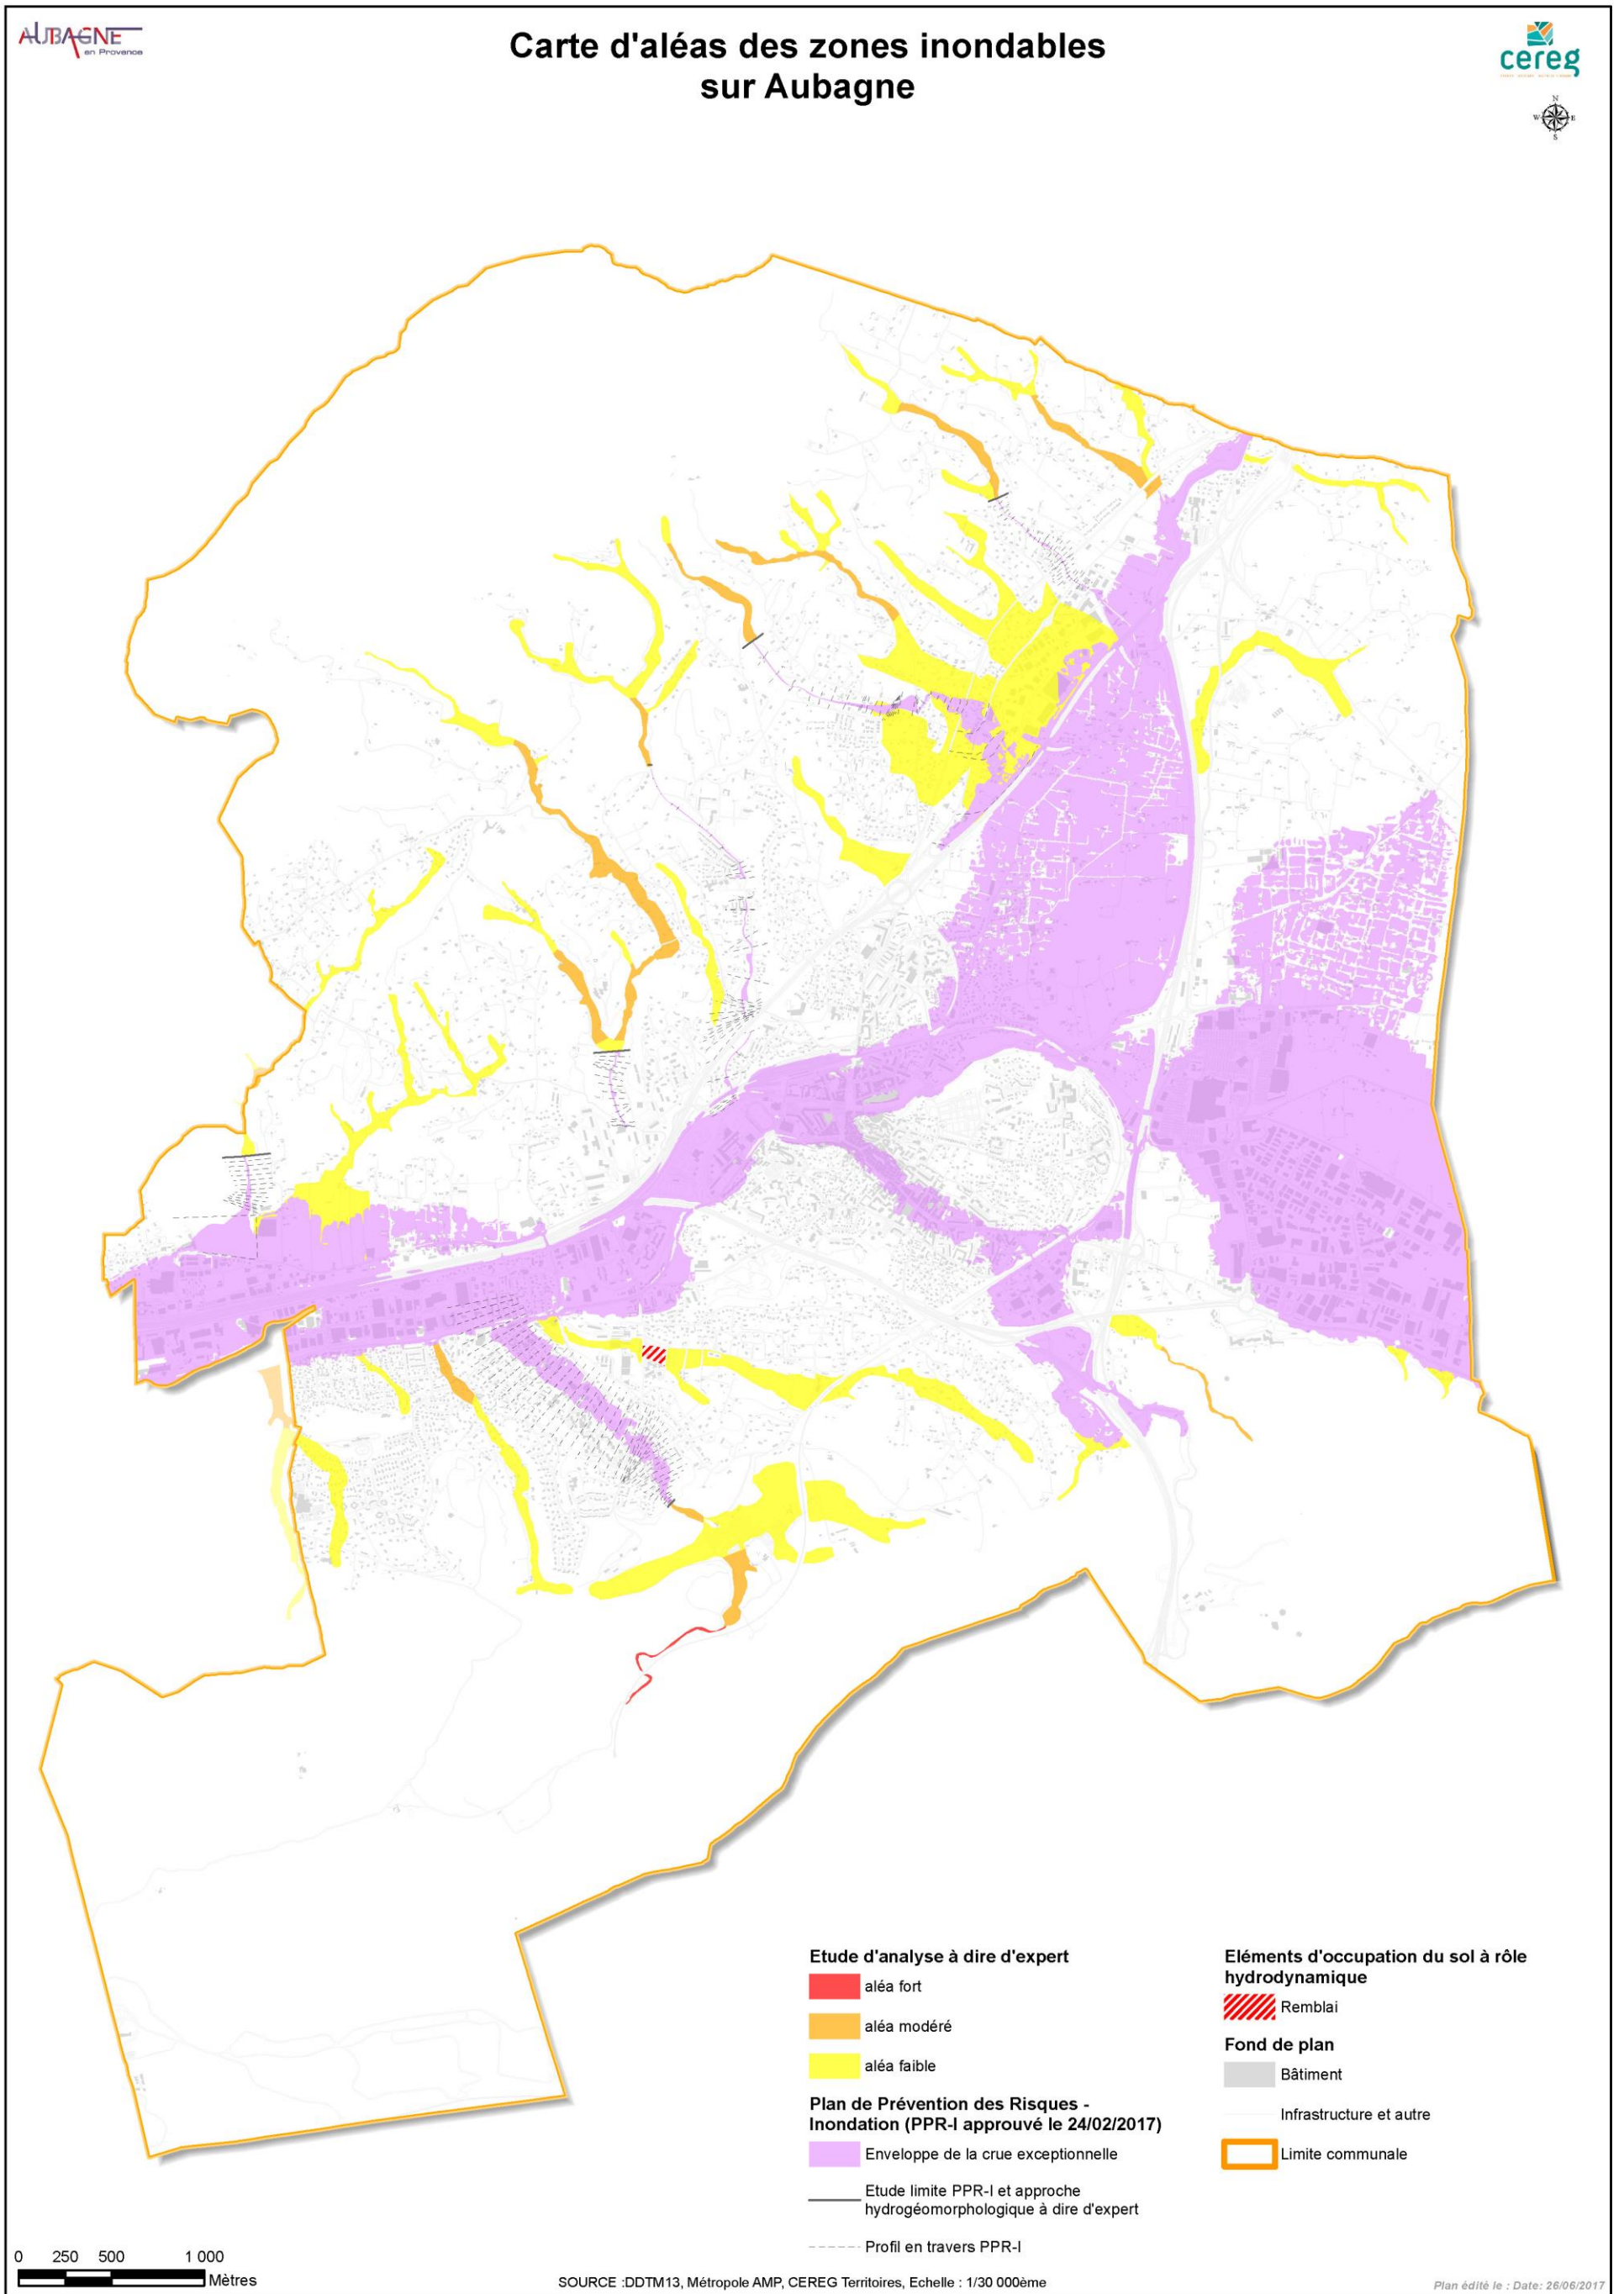 AUBAGNE
en Provence
Carte d'aléas des zones inondables
sur Aubagne
cereg
N
W E
S
Etude d'analyse à dire d'expert
aléa fort
aléa modéré
aléa faible
Plan de Prévention des Risques -
Inondation (PPR-I approuvé le 24/02/2017)
Enveloppe de la crue exceptionnelle
Etude limite PPR-I et approche
hydrogéomorphologique à dire d'expert
Profil en travers PPR-I
Eléments d'occupation du sol à rôle
hydrodynamique
Remblai
Fond de plan
Bâtiment
Infrastructure et autre
Limite communale
0 250 500 1 000
Mètres
SOURCE :DDTM13, Métropole AMP, CEREG Territoires, Echelle : 1/30 000ème
Plan édité le : Date: 26/06/2017